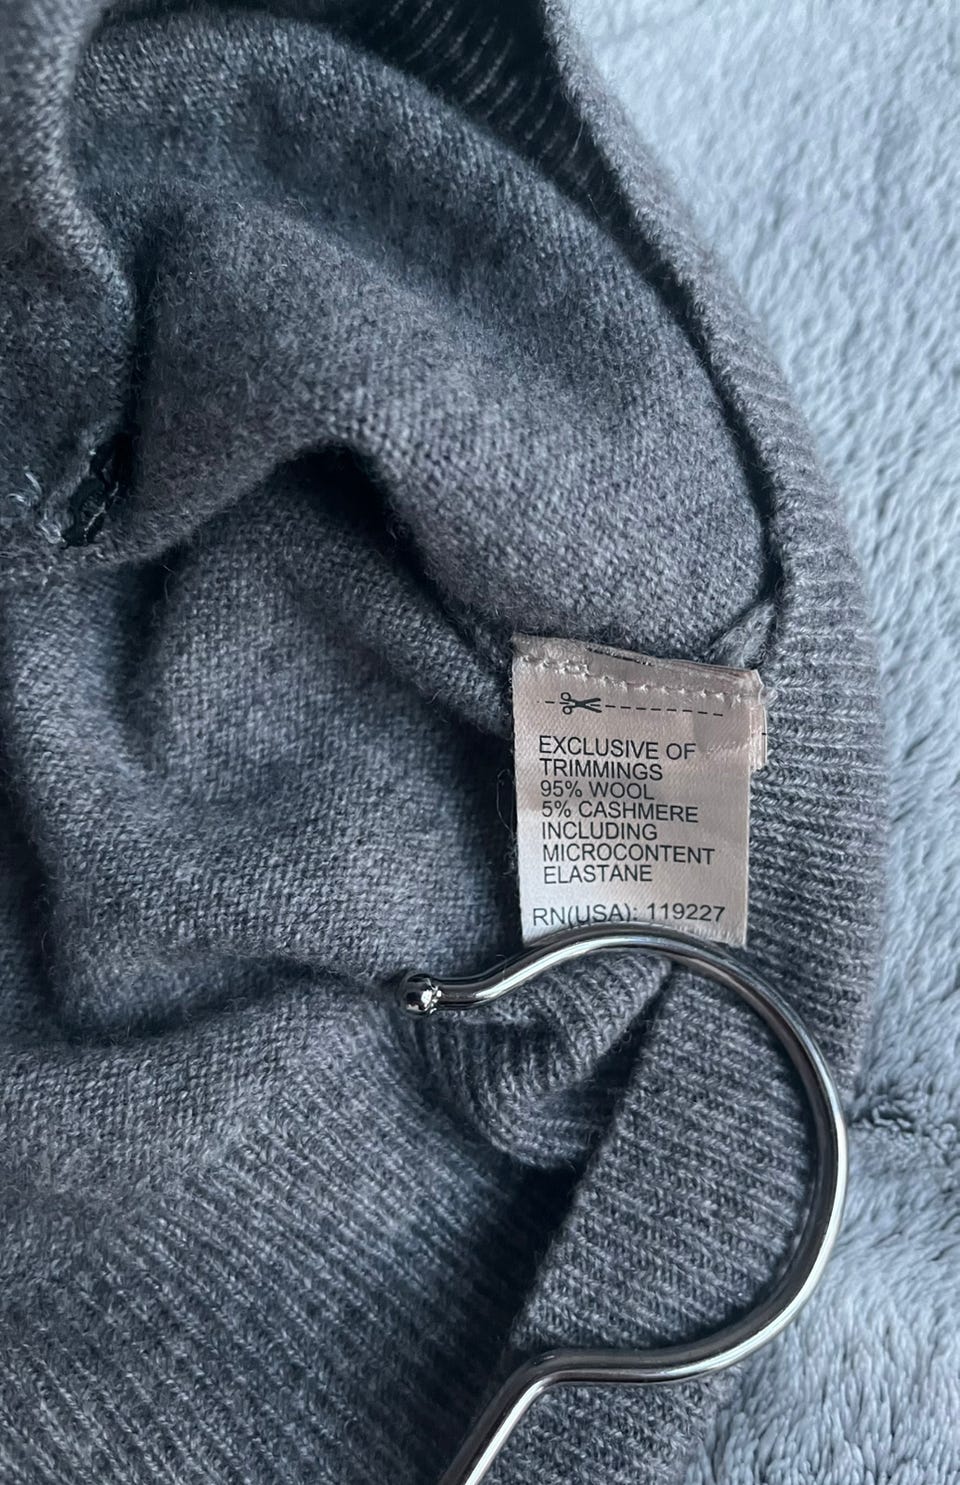 EXCLUSIVE OF
TRIMMINGS
95% WOOL
5% CASHMERE
INCLUDING
MICROCONTENT
ELASTANE
RN(USA): 119227